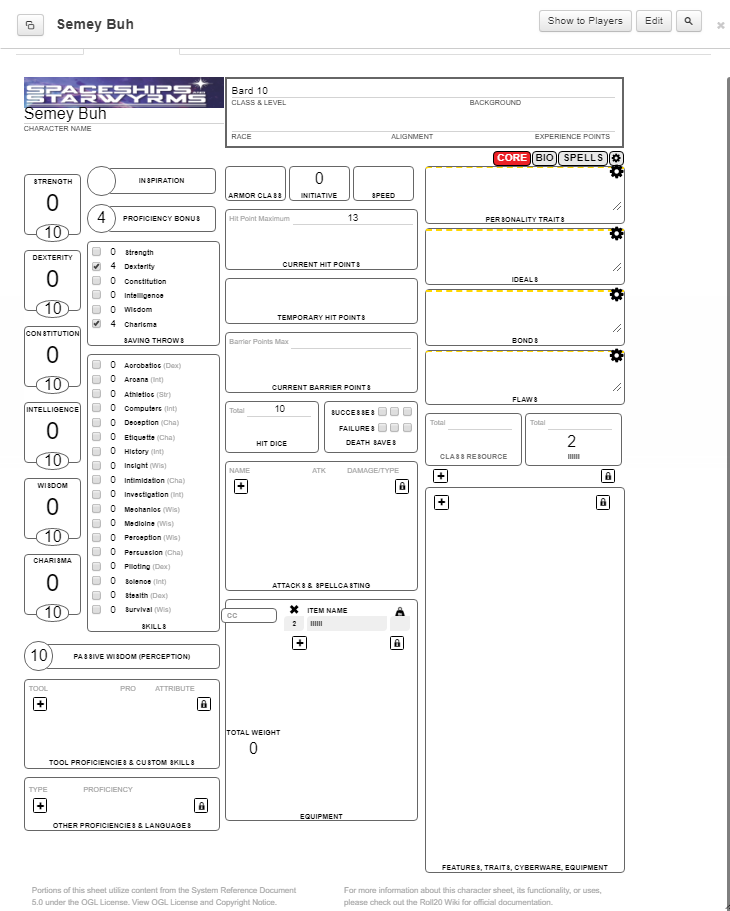 Semey Buh
Show to Players
Edit
SPACESHIPS
STARWYRMS
Semey Buh
CHARACTER NAME
Bard 10
CLASS & LEVEL
BACKGROUND
RACE
ALIGNMENT
EXPERIENCE POINTS
CORE
BIO
SPELLS
STRENGTH
0
10
DEXTERITY
0
10
CONSTITUTION
0
10
INTELLIGENCE
0
10
WISDOM
0
10
CHARISMA
0
10
INSPIRATION
4
PROFICIENCY BONUS
0 Strength
4 Dexterity
0 Constitution
0 Intelligence
0 Wisdom
4 Charisma
SAVING THROWS
0 Acrobatics (Dex)
0 Arcana (Int)
0 Athletics (Str)
0 Computers (Int)
0 Deception (Cha)
0 Etiquette (Cha)
0 History (Int)
0 Insight (Wis)
0 Intimidation (Cha)
0 Investigation (Int)
0 Mechanics (Wis)
0 Medicine (Wis)
0 Perception (Wis)
0 Persuasion (Cha)
0 Piloting (Dex)
0 Science (Int)
0 Stealth (Dex)
0 Survival (Wis)
SKILLS
10
PASSIVE WISDOM (PERCEPTION)
TOOL PRO ATTRIBUTE
TOOL PROFICIENCIES & CUSTOM SKILLS
TYPE PROFICIENCY
OTHER PROFICIENCIES & LANGUAGES
ARMOR CLASS
0
INITIATIVE
SPEED
Hit Point Maximum 13
CURRENT HIT POINTS
TEMPORARY HIT POINTS
Barrier Points Max
CURRENT BARRIER POINTS
Total 10
HIT DICE
SUCCESSES
FAILURES
DEATH SAVES
NAME ATK DAMAGE/TYPE
ATTACKS & SPELLCASTING
CC
ITEM NAME
2 IIIIII
TOTAL WEIGHT
0
EQUIPMENT
PERSONALITY TRAITS
IDEALS
BONDS
FLAWS
Total
CLASS RESOURCE
Total
2
IIIIII
FEATURES, TRAITS, CYBERWARE, EQUIPMENT
Portions of this sheet utilize content from the System Reference Document
5.0 under the OGL License. View OGL License and Copyright Notice.
For more information about this character sheet, its functionality, or uses,
please check out the Roll20 Wiki for official documentation.